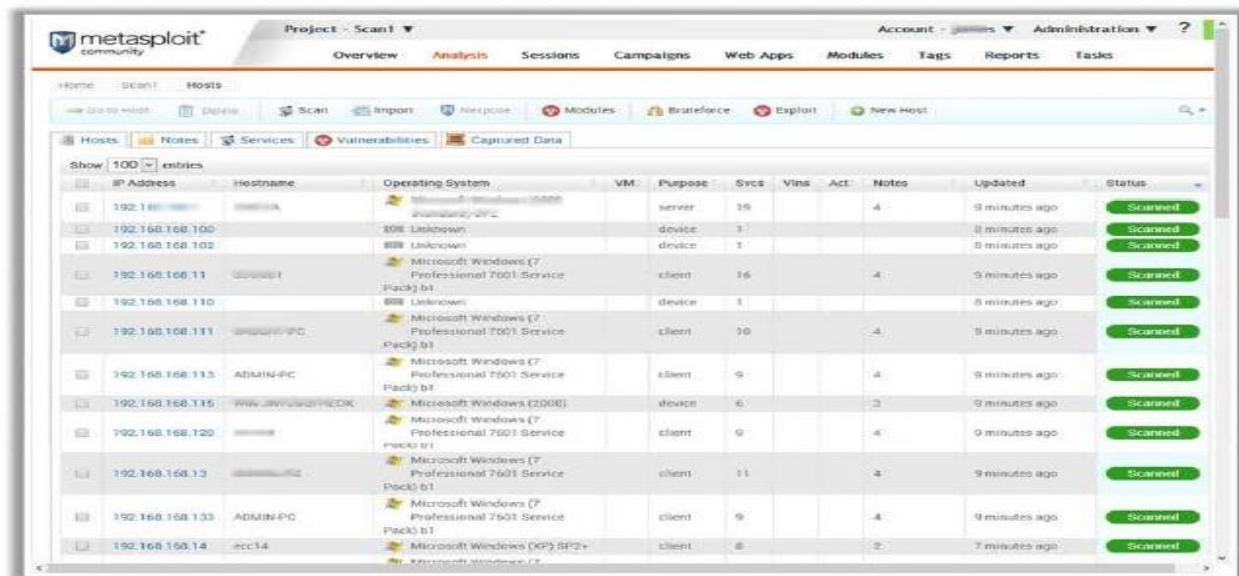 metasploit®
community
Project - Scan1 ▼
Account - ▼ Administration ▼ ?
Overview Analysis Sessions Campaigns Web Apps Modules Tags Reports Tasks
Home Scan1 Hosts
Go to Host Delete Scan Import Nexpose Modules Bruteforce Exploit New Host
Hosts Notes Services Vulnerabilities Captured Data
Show 100 entries
IP Address Hostname Operating System VM Purpose Svcs Vlns Act Notes Updated Status
server 19 4 9 minutes ago Scanned
192.168.168.100 Unknown device 1 8 minutes ago Scanned
192.168.168.102 Unknown device 1 8 minutes ago Scanned
192.168.168.11 Microsoft Windows (7 Professional 7601 Service Pack) b1 client 16 4 9 minutes ago Scanned
192.168.168.110 Unknown device 1 8 minutes ago Scanned
192.168.168.111 Microsoft Windows (7 Professional 7601 Service Pack) b1 client 10 4 9 minutes ago Scanned
192.168.168.113 ADMIN-PC Microsoft Windows (7 Professional 7601 Service Pack) b1 client 9 4 9 minutes ago Scanned
192.168.168.115 Microsoft Windows (2008) device 6 3 9 minutes ago Scanned
192.168.168.120 Microsoft Windows (7 Professional 7601 Service Pack) b1 client 9 4 9 minutes ago Scanned
192.168.168.13 Microsoft Windows (7 Professional 7601 Service Pack) b1 client 11 4 9 minutes ago Scanned
192.168.168.133 ADMIN-PC Microsoft Windows (7 Professional 7601 Service Pack) b1 client 9 4 9 minutes ago Scanned
192.168.168.14 ecc14 Microsoft Windows (XP) SP2+ client 8 2 7 minutes ago Scanned
Microsoft Windows (7